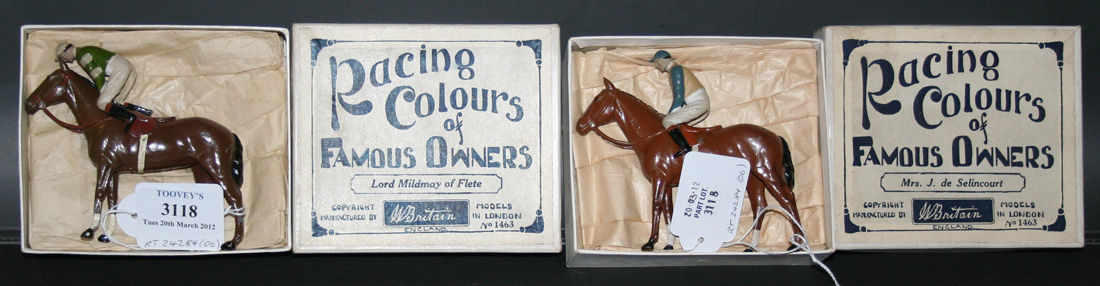 TOOVEY'S
3118
Tues 20th March 2012
RT 24284 (06)
Racing
Colours
of
FAMOUS OWNERS
Lord Mildmay of Flete
COPYRIGHT MODELS
MANUFACTURED BY W Britain IN LONDON
ENGLAND No 1463
20-03-12
PART LOT.
3118
RT 24284 (06)
Racing
Colours
of
FAMOUS OWNERS
Mrs. J. de Selincourt
COPYRIGHT MODELS
MANUFACTURED BY W Britain IN LONDON
ENGLAND No 1463